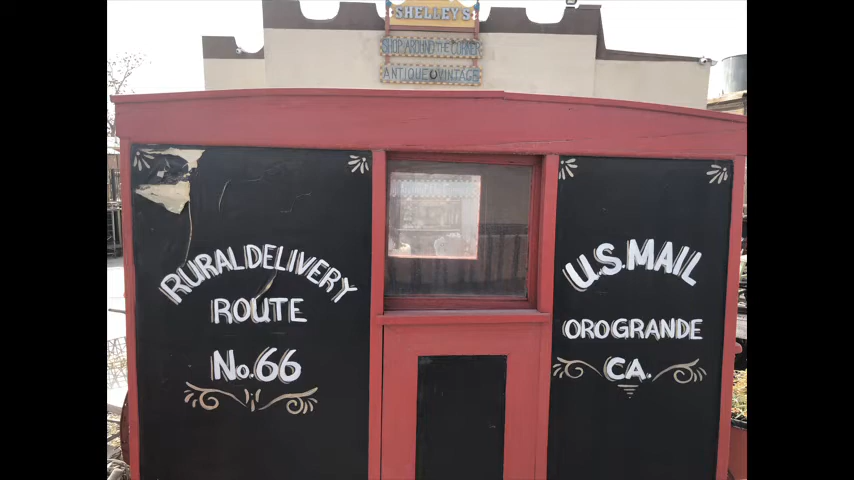 SHELLEY'S
SHOP AROUND THE CORNER
ANTIQUE VINTAGE
RURAL DELIVERY
ROUTE
No. 66
U.S. MAIL
OROGRANDE
CA.